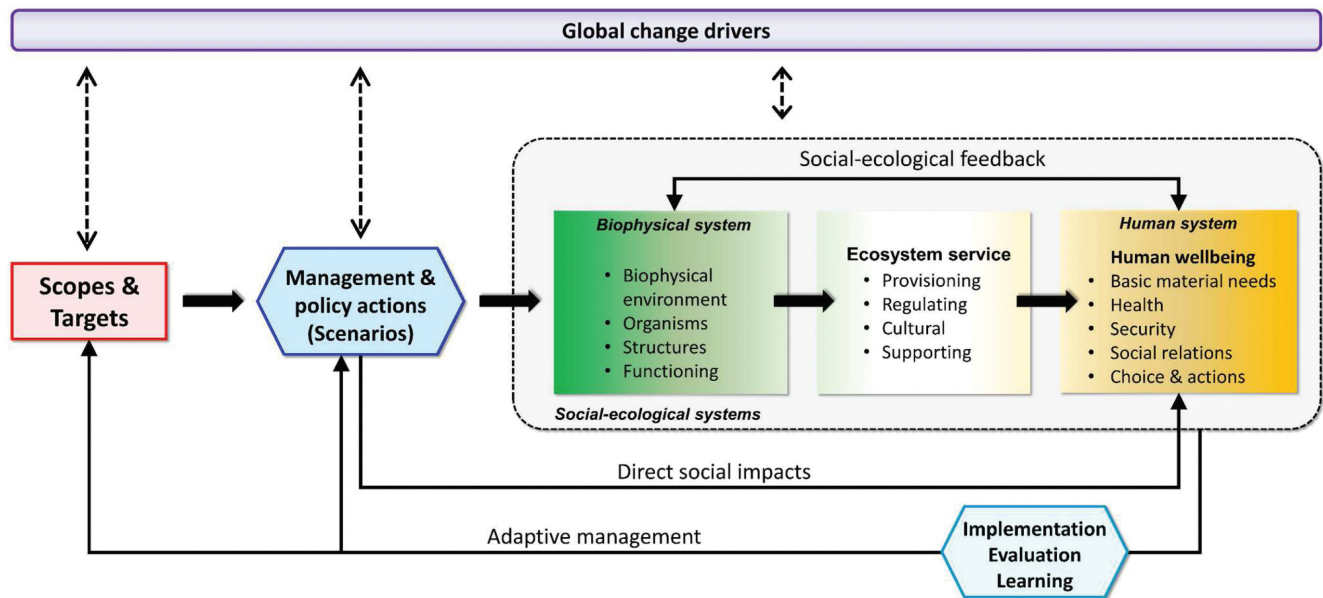 Global change drivers
Social-ecological feedback
Scopes &
Targets
Management &
policy actions
(Scenarios)
Biophysical system
• Biophysical
environment
• Organisms
• Structures
• Functioning
Ecosystem service
• Provisioning
• Regulating
• Cultural
• Supporting
Human system
Human wellbeing
• Basic material needs
• Health
• Security
• Social relations
• Choice & actions
Social-ecological systems
Direct social impacts
Adaptive management
Implementation
Evaluation
Learning